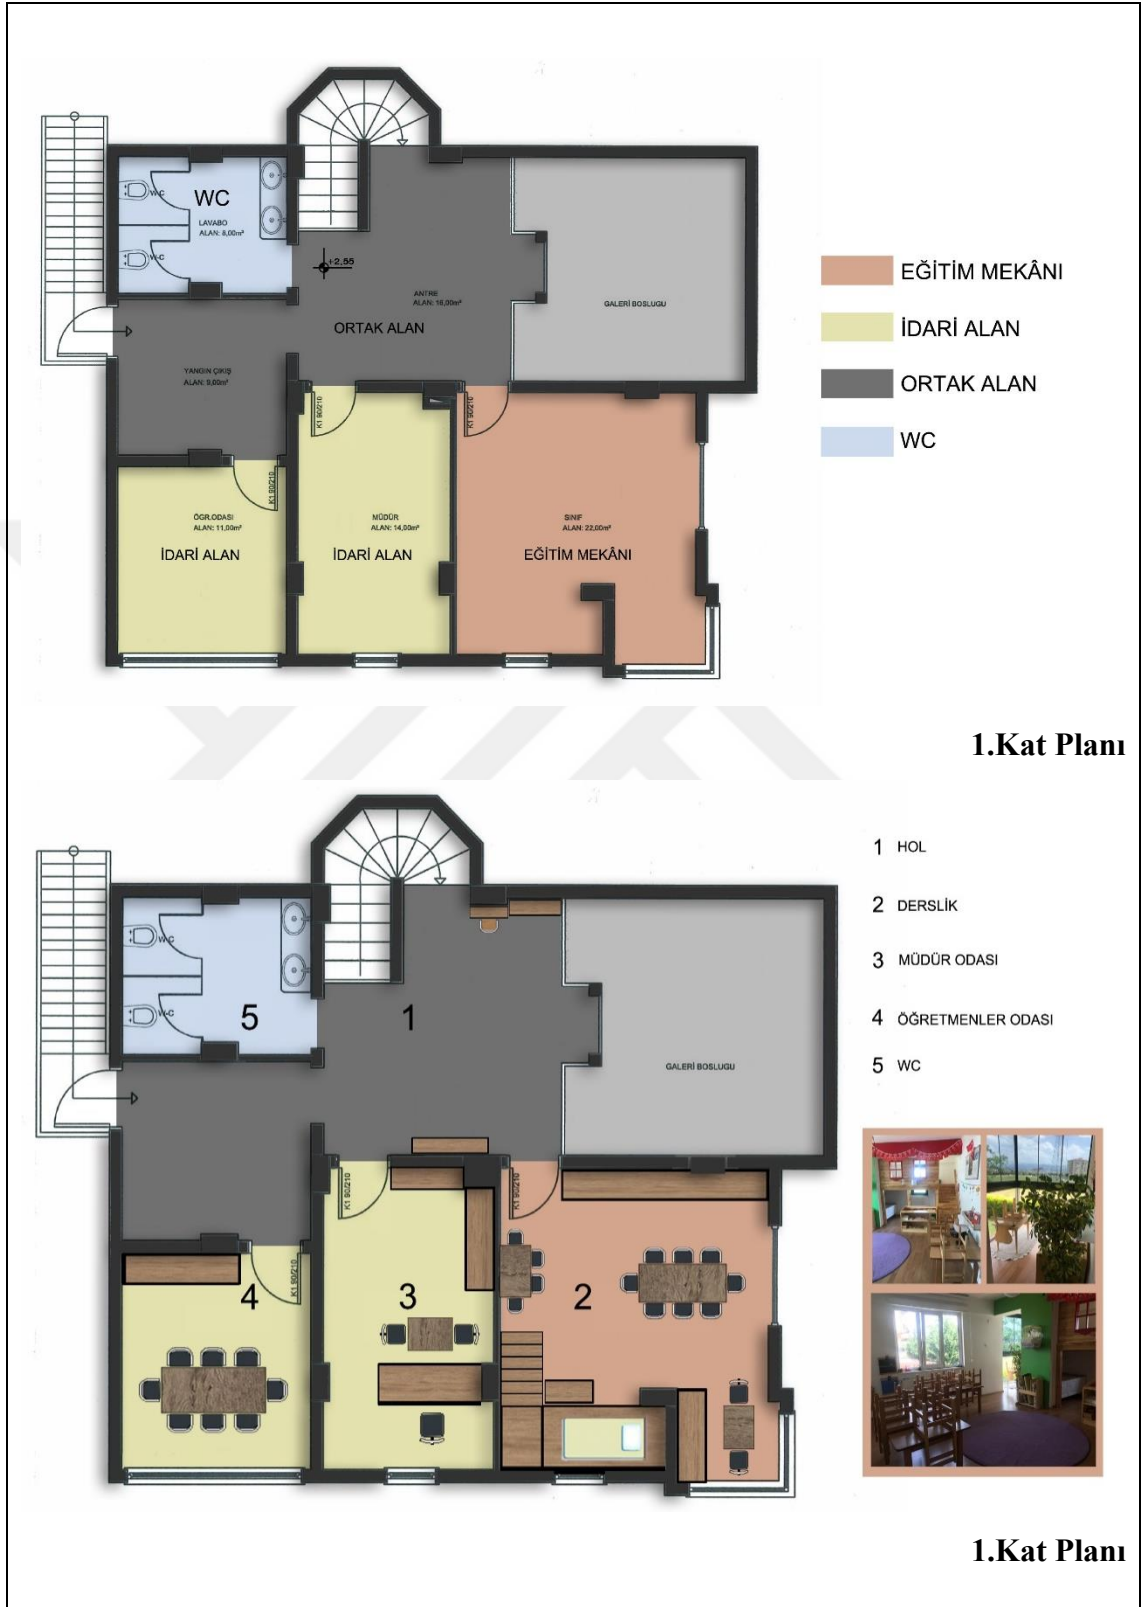 WC
LAVABO
ALAN: 8,00m²
W-C
W-C
+2,55
ANTRE
ALAN: 16,00m²
ORTAK ALAN
GALERİ BOSLUGU
YANGIN ÇIKIŞ
ALAN: 9,00m²
K1 90/210
K1 90/210
K1 90/210
ÖGR.ODASI
ALAN: 11,00m²
İDARİ ALAN
MÜDÜR
ALAN: 14,00m²
İDARİ ALAN
SINIF
ALAN: 22,00m²
EĞİTİM MEKÂNI
EĞİTİM MEKÂNI
İDARİ ALAN
ORTAK ALAN
WC
1.Kat Planı
W-C
W-C
5
1
GALERİ BOSLUGU
K1 90/210
K1 90/210
K1 90/210
4
3
2
1 HOL
2 DERSLİK
3 MÜDÜR ODASI
4 ÖĞRETMENLER ODASI
5 WC
1.Kat Planı